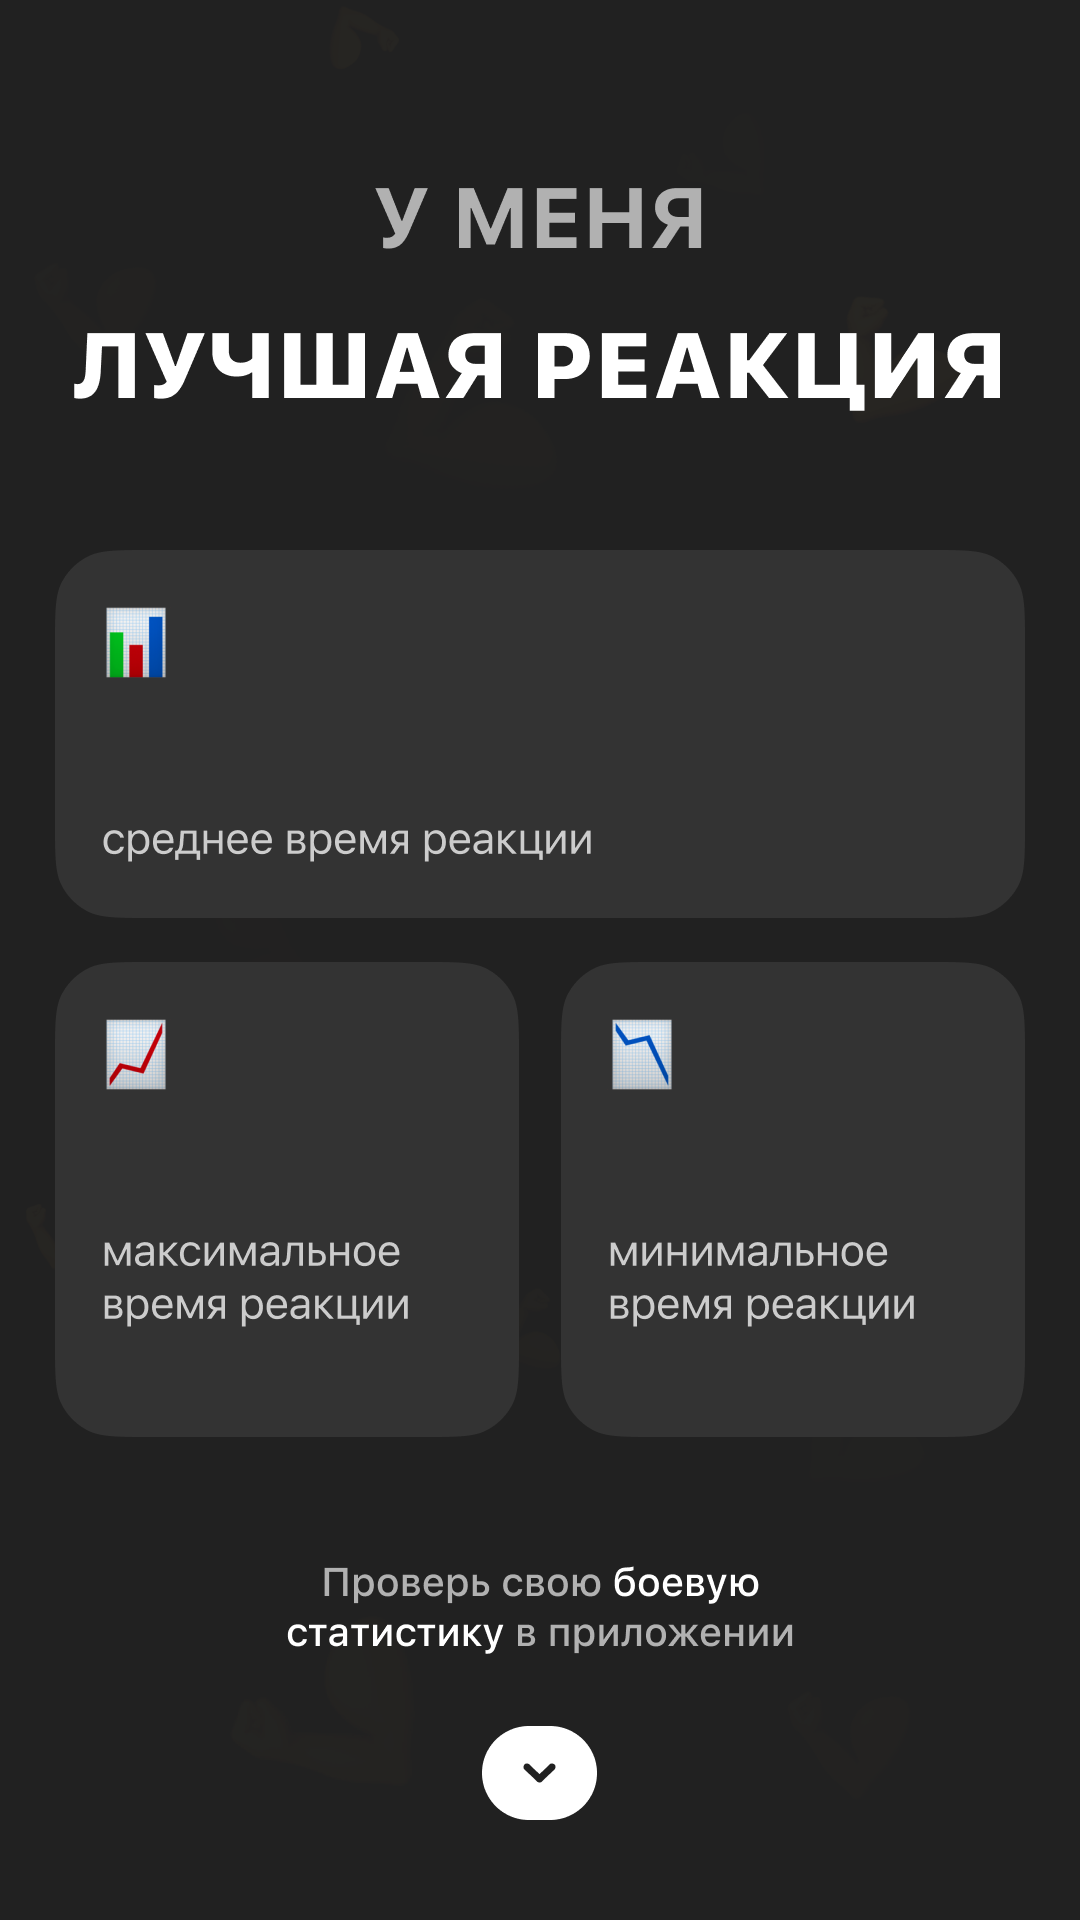 У МЕНЯ
ЛУЧШАЯ РЕАКЦИЯ
среднее время реакции
максимальное
время реакции
минимальное
время реакции
Проверь свою боевую
статистику в приложении